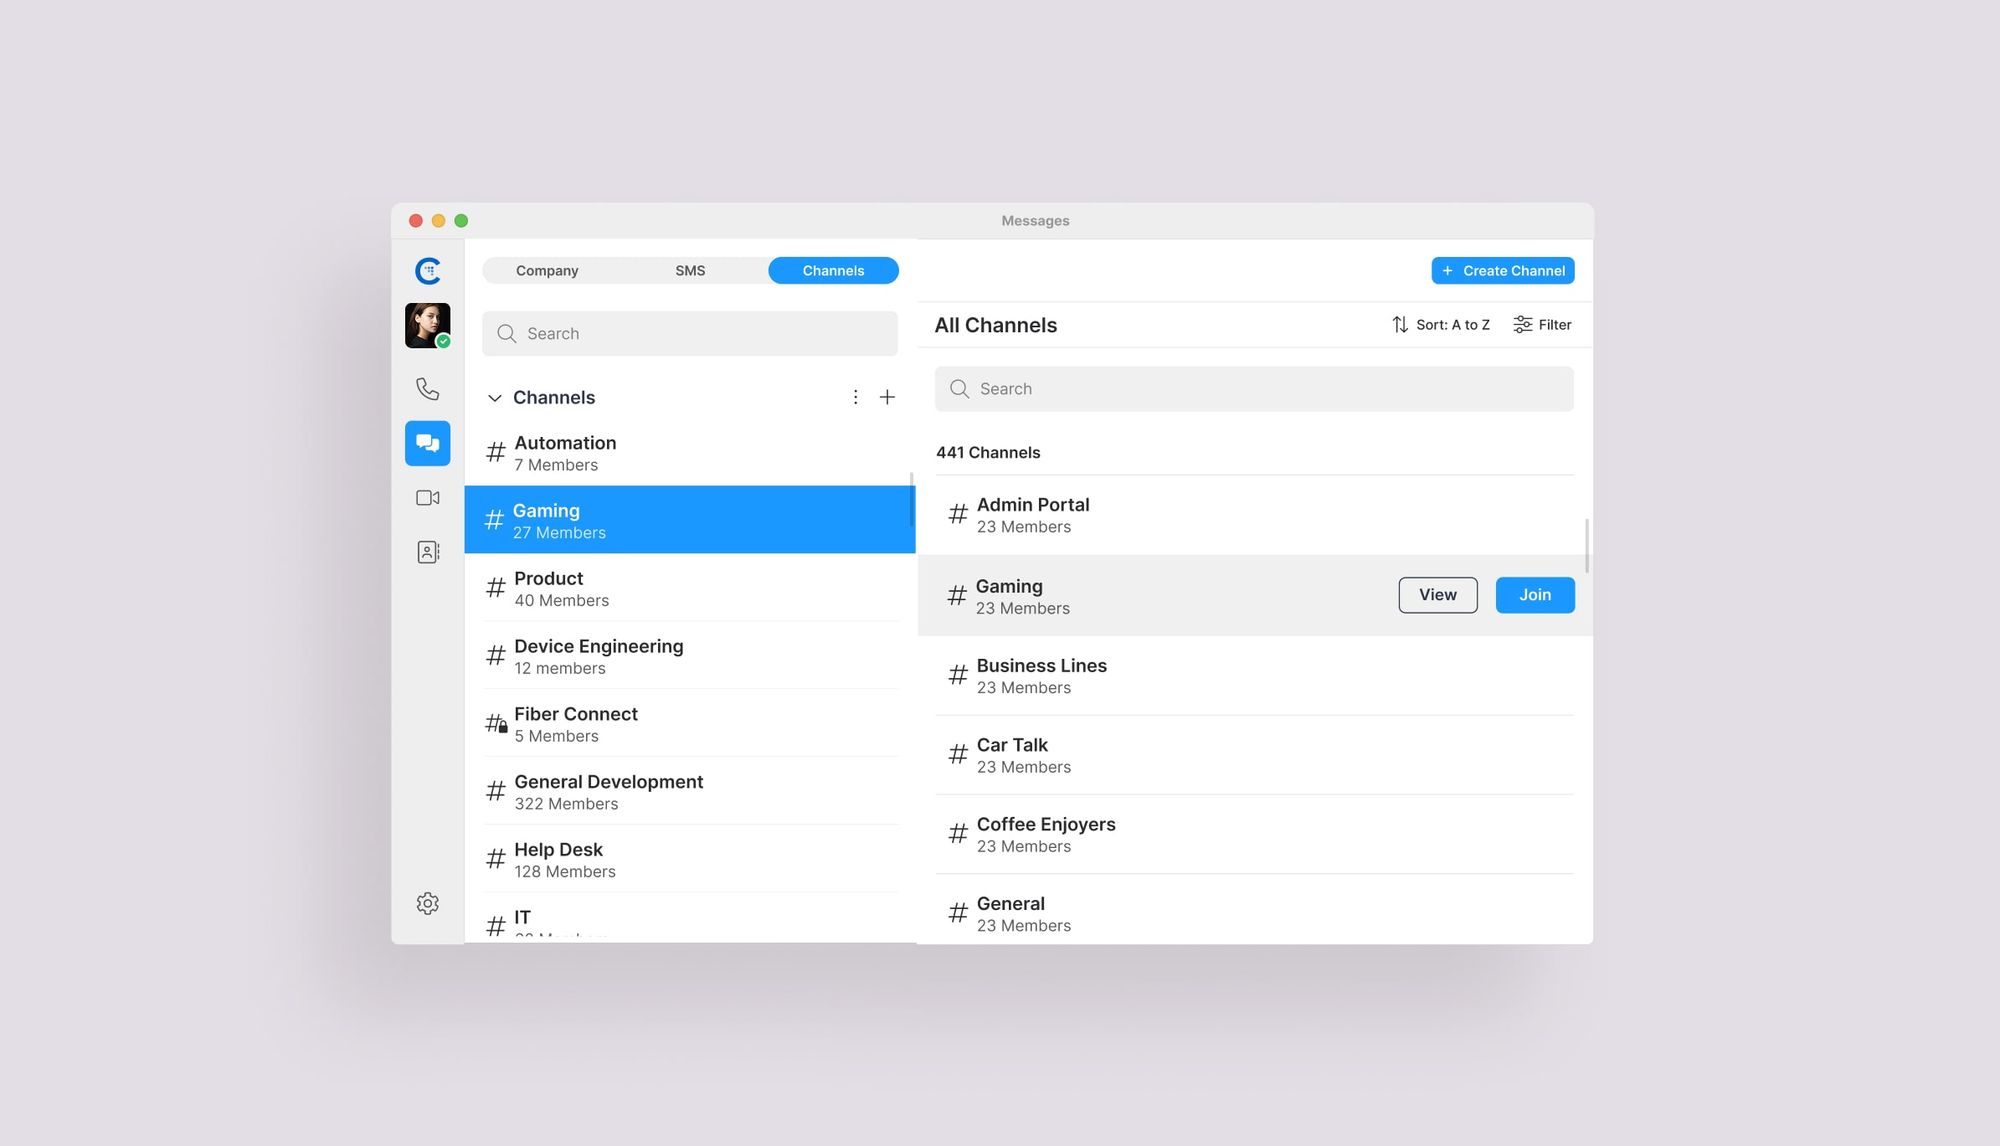 Messages
Company SMS Channels
Search
Channels
Automation
7 Members
Gaming
27 Members
Product
40 Members
Device Engineering
12 members
Fiber Connect
5 Members
General Development
322 Members
Help Desk
128 Members
IT
+ Create Channel
All Channels
Sort: A to Z
Filter
Search
441 Channels
Admin Portal
23 Members
Gaming
23 Members
View
Join
Business Lines
23 Members
Car Talk
23 Members
Coffee Enjoyers
23 Members
General
23 Members